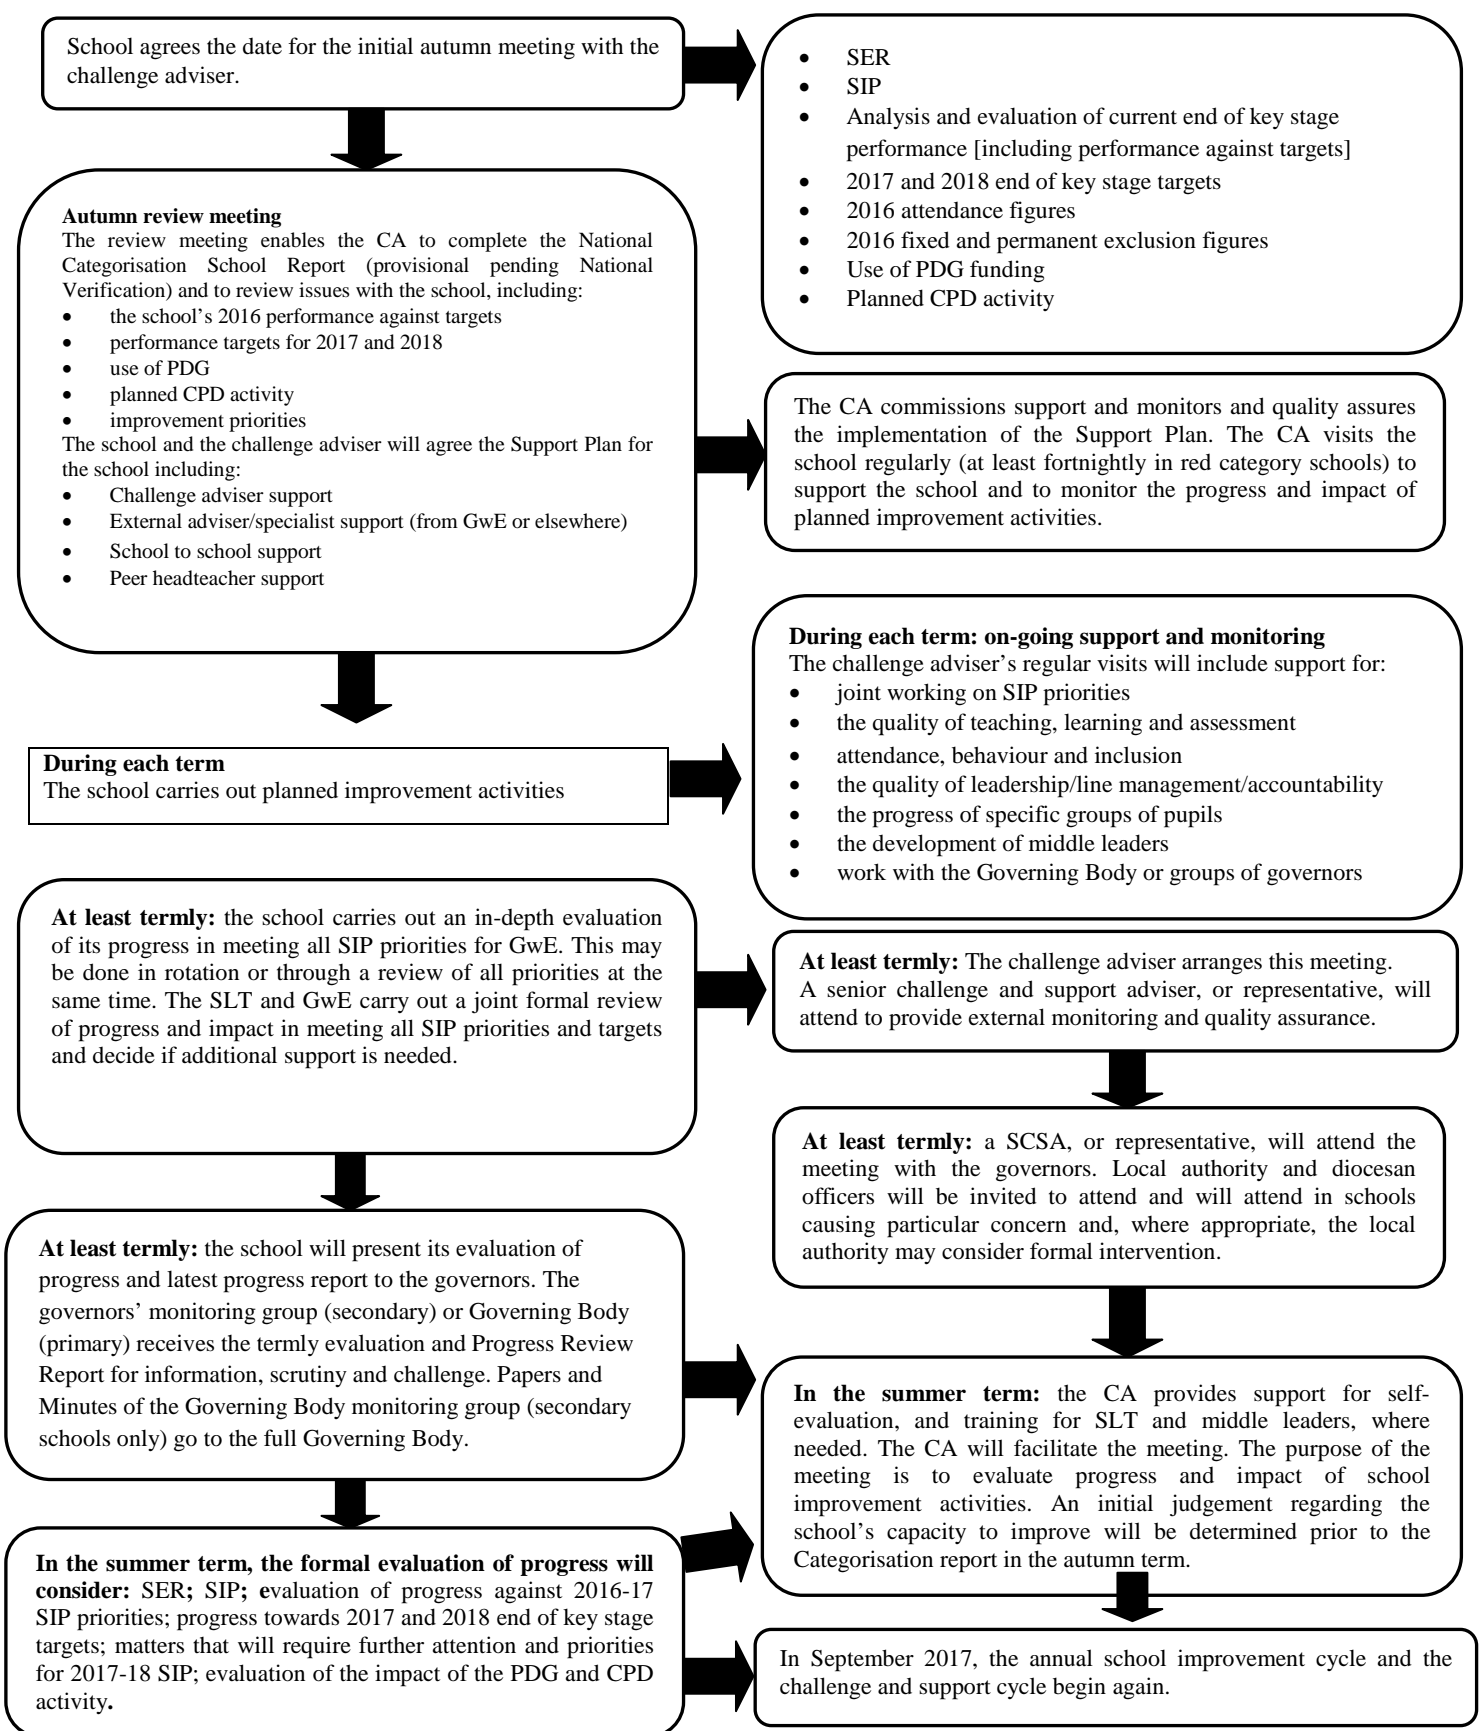 School agrees the date for the initial autumn meeting with the
challenge adviser.
• SER
• SIP
• Analysis and evaluation of current end of key stage
performance [including performance against targets]
• 2017 and 2018 end of key stage targets
• 2016 attendance figures
• 2016 fixed and permanent exclusion figures
• Use of PDG funding
• Planned CPD activity
Autumn review meeting
The review meeting enables the CA to complete the National
Categorisation School Report (provisional pending National
Verification) and to review issues with the school, including:
• the school’s 2016 performance against targets
• performance targets for 2017 and 2018
• use of PDG
• planned CPD activity
• improvement priorities
The school and the challenge adviser will agree the Support Plan for
the school including:
• Challenge adviser support
• External adviser/specialist support (from GwE or elsewhere)
• School to school support
• Peer headteacher support
The CA commissions support and monitors and quality assures
the implementation of the Support Plan. The CA visits the
school regularly (at least fortnightly in red category schools) to
support the school and to monitor the progress and impact of
planned improvement activities.
During each term
The school carries out planned improvement activities
During each term: on-going support and monitoring
The challenge adviser’s regular visits will include support for:
• joint working on SIP priorities
• the quality of teaching, learning and assessment
• attendance, behaviour and inclusion
• the quality of leadership/line management/accountability
• the progress of specific groups of pupils
• the development of middle leaders
• work with the Governing Body or groups of governors
At least termly: the school carries out an in-depth evaluation
of its progress in meeting all SIP priorities for GwE. This may
be done in rotation or through a review of all priorities at the
same time. The SLT and GwE carry out a joint formal review
of progress and impact in meeting all SIP priorities and targets
and decide if additional support is needed.
At least termly: The challenge adviser arranges this meeting.
A senior challenge and support adviser, or representative, will
attend to provide external monitoring and quality assurance.
At least termly: a SCSA, or representative, will attend the
meeting with the governors. Local authority and diocesan
officers will be invited to attend and will attend in schools
causing particular concern and, where appropriate, the local
authority may consider formal intervention.
At least termly: the school will present its evaluation of
progress and latest progress report to the governors. The
governors’ monitoring group (secondary) or Governing Body
(primary) receives the termly evaluation and Progress Review
Report for information, scrutiny and challenge. Papers and
Minutes of the Governing Body monitoring group (secondary
schools only) go to the full Governing Body.
In the summer term: the CA provides support for self-
evaluation, and training for SLT and middle leaders, where
needed. The CA will facilitate the meeting. The purpose of the
meeting is to evaluate progress and impact of school
improvement activities. An initial judgement regarding the
school’s capacity to improve will be determined prior to the
Categorisation report in the autumn term.
In the summer term, the formal evaluation of progress will
consider: SER; SIP; evaluation of progress against 2016-17
SIP priorities; progress towards 2017 and 2018 end of key stage
targets; matters that will require further attention and priorities
for 2017-18 SIP; evaluation of the impact of the PDG and CPD
activity.
In September 2017, the annual school improvement cycle and the
challenge and support cycle begin again.